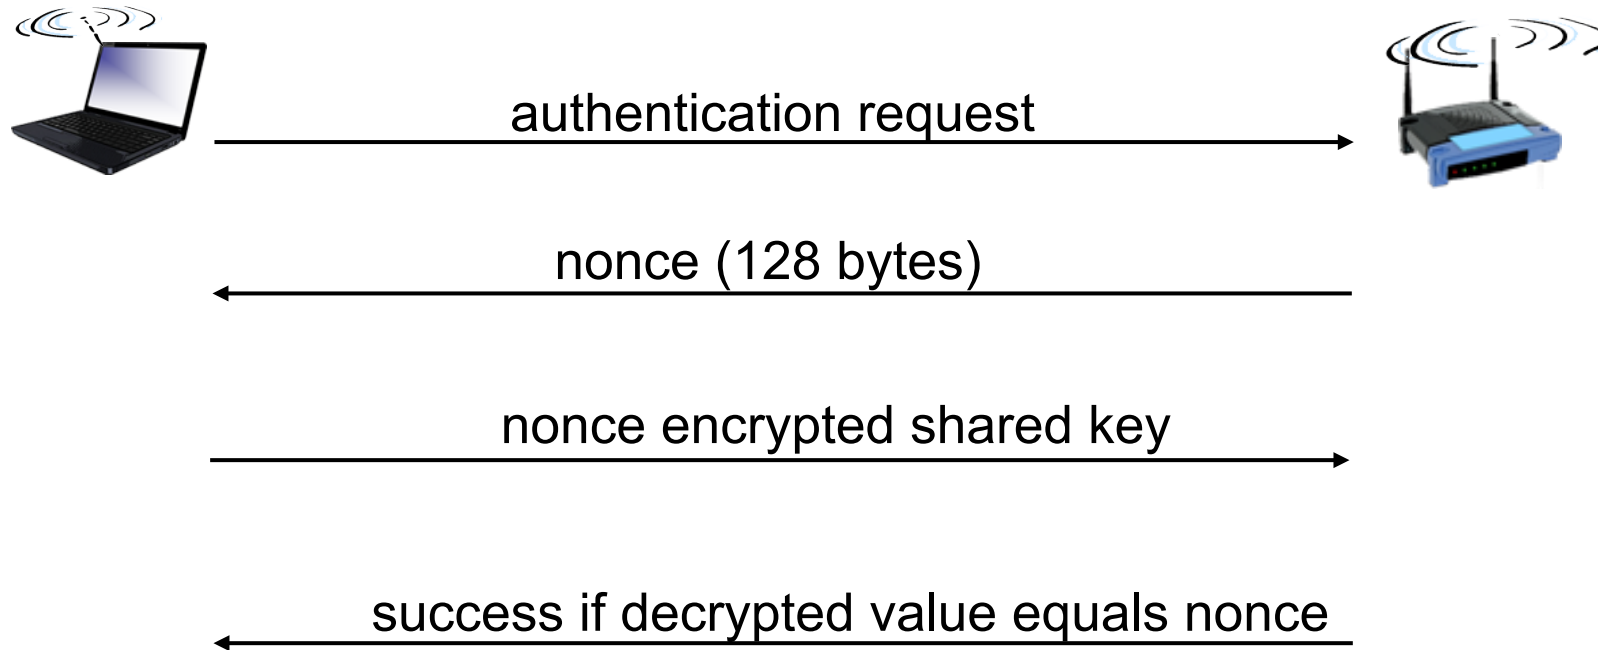 authentication request
nonce (128 bytes)
nonce encrypted shared key
success if decrypted value equals nonce